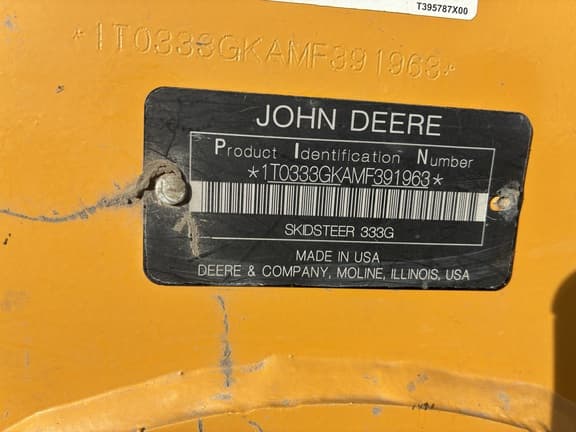 T395787X00
*1T0333GKAMF391963*
JOHN DEERE
Product Identification Number
*1T0333GKAMF391963*
SKIDSTEER 333G
MADE IN USA
DEERE & COMPANY, MOLINE, ILLINOIS, USA